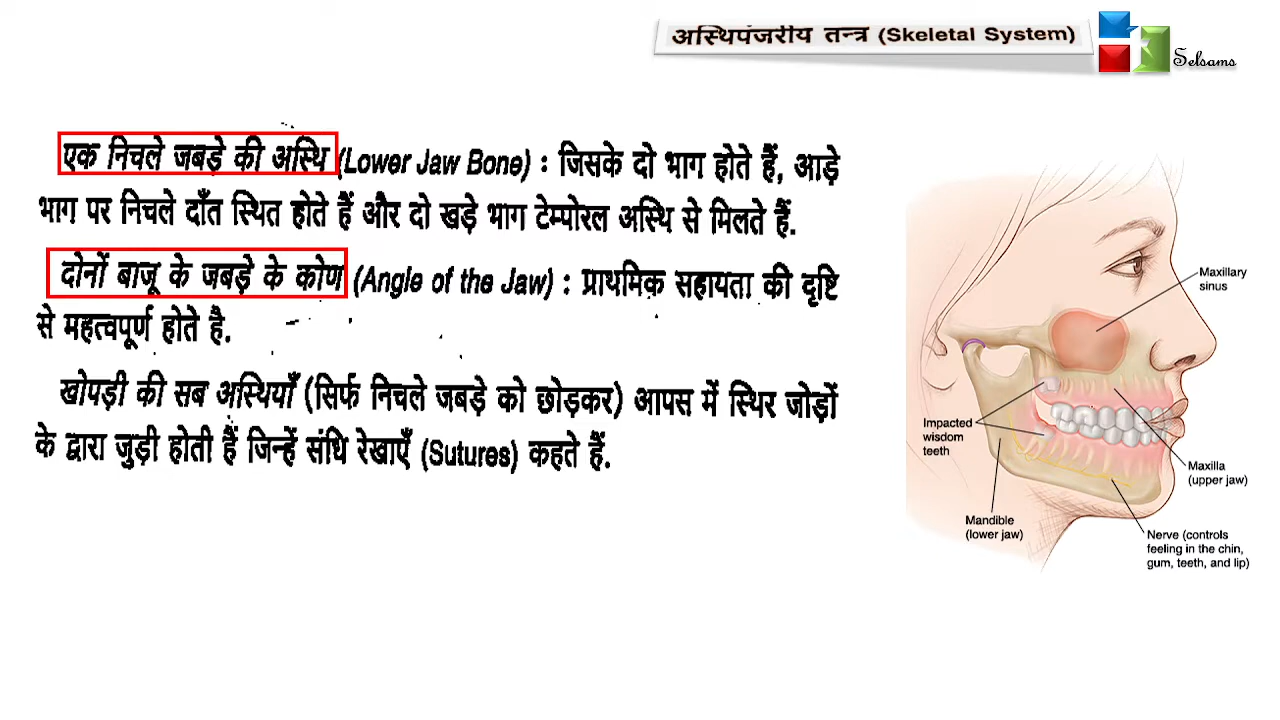 अस्थिपंजरीय तन्त्र (Skeletal System)
Selsams
एक निचले जबड़े की अस्थि (Lower Jaw Bone) : जिसके दो भाग होते हैं, आड़े
भाग पर निचले दाँत स्थित होते हैं और दो खड़े भाग टेम्पोरल अस्थि से मिलते हैं.
दोनों बाजू के जबड़े के कोण (Angle of the Jaw) : प्राथमिक सहायता की दृष्टि
से महत्वपूर्ण होते है.
खोपड़ी की सब अस्थियाँ (सिर्फ निचले जबड़े को छोड़कर) आपस में स्थिर जोड़ों
के द्वारा जुड़ी होती हैं जिन्हें संधि रेखाएँ (Sutures) कहते हैं.
Maxillary
sinus
Impacted
wisdom
teeth
Maxilla
(upper jaw)
Mandible
(lower jaw)
Nerve (controls
feeling in the chin,
gum, teeth, and lip)